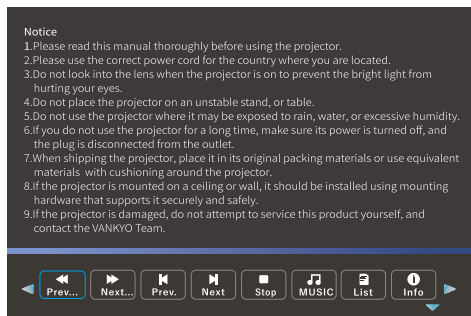 Notice
1.Please read this manual thoroughly before using the projector.
2.Please use the correct power cord for the country where you are located.
3.Do not look into the lens when the projector is on to prevent the bright light from
hurting your eyes.
4.Do not place the projector on an unstable stand, or table.
5.Do not use the projector where it may be exposed to rain, water, or excessive humidity.
6.If you do not use the projector for a long time, make sure its power is turned off, and
the plug is disconnected from the outlet.
7.When shipping the projector, place it in its original packing materials or use equivalent
materials with cushioning around the projector.
8.If the projector is mounted on a ceiling or wall, it should be installed using mounting
hardware that supports it securely and safely.
9.If the projector is damaged, do not attempt to service this product yourself, and
contact the VANKYO Team.
Prev... Next... Prev. Next Stop MUSIC List Info